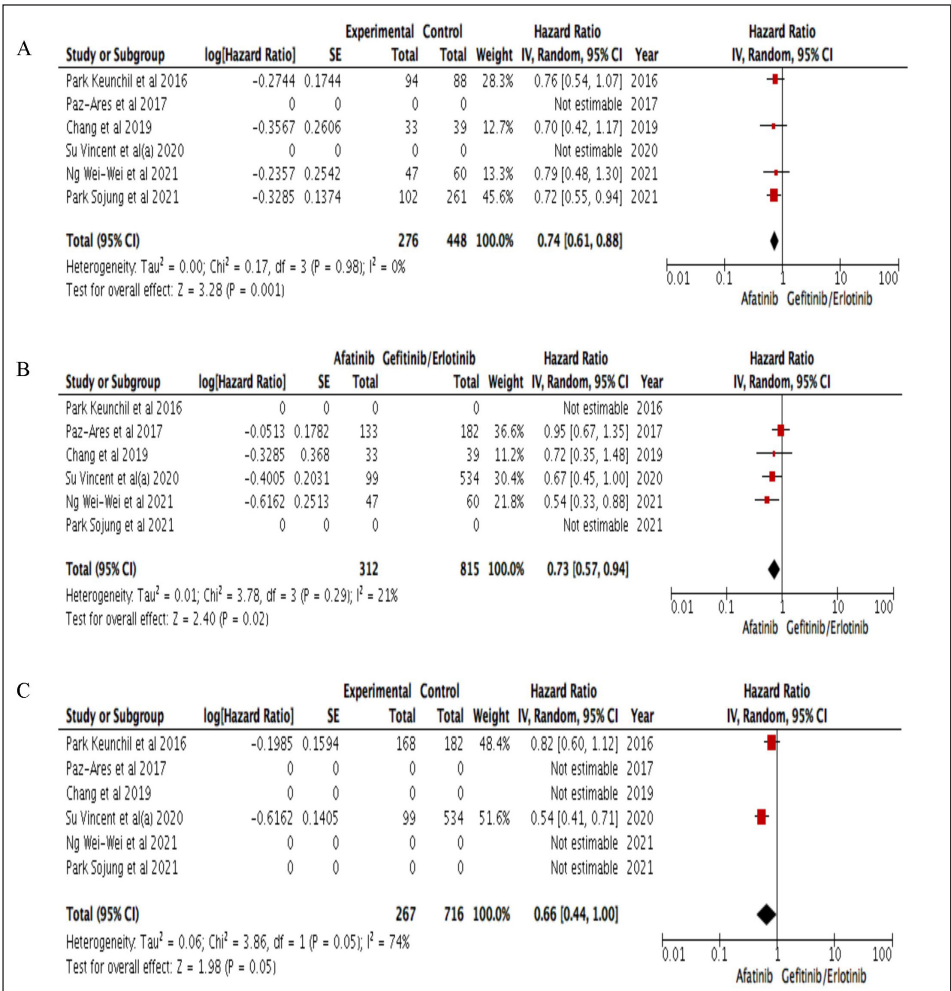 A
Experimental Control Hazard Ratio Hazard Ratio
Study or Subgroup log[Hazard Ratio] SE Total Total Weight IV, Random, 95% CI Year IV, Random, 95% CI
Park Keunchil et al 2016 −0.2744 0.1744 94 88 28.3% 0.76 [0.54, 1.07] 2016
Paz-Ares et al 2017 0 0 0 0 Not estimable 2017
Chang et al 2019 −0.3567 0.2606 33 39 12.7% 0.70 [0.42, 1.17] 2019
Su Vincent et al(a) 2020 0 0 0 0 Not estimable 2020
Ng Wei-Wei et al 2021 −0.2357 0.2542 47 60 13.3% 0.79 [0.48, 1.30] 2021
Park Sojung et al 2021 −0.3285 0.1374 102 261 45.6% 0.72 [0.55, 0.94] 2021
Total (95% CI) 276 448 100.0% 0.74 [0.61, 0.88]
Heterogeneity: Tau² = 0.00; Chi² = 0.17, df = 3 (P = 0.98); I² = 0%
Test for overall effect: Z = 3.28 (P = 0.001)
0.01 0.1 1 10 100
Afatinib Gefitinib/Erlotinib
B
Afatinib Gefitinib/Erlotinib Hazard Ratio Hazard Ratio
Study or Subgroup log[Hazard Ratio] SE Total Total Weight IV, Random, 95% CI Year IV, Random, 95% CI
Park Keunchil et al 2016 0 0 0 0 Not estimable 2016
Paz-Ares et al 2017 −0.0513 0.1782 133 182 36.6% 0.95 [0.67, 1.35] 2017
Chang et al 2019 −0.3285 0.368 33 39 11.2% 0.72 [0.35, 1.48] 2019
Su Vincent et al(a) 2020 −0.4005 0.2031 99 534 30.4% 0.67 [0.45, 1.00] 2020
Ng Wei-Wei et al 2021 −0.6162 0.2513 47 60 21.8% 0.54 [0.33, 0.88] 2021
Park Sojung et al 2021 0 0 0 0 Not estimable 2021
Total (95% CI) 312 815 100.0% 0.73 [0.57, 0.94]
Heterogeneity: Tau² = 0.01; Chi² = 3.78, df = 3 (P = 0.29); I² = 21%
Test for overall effect: Z = 2.40 (P = 0.02)
0.01 0.1 1 10 100
Afatinib Gefitinib/Erlotinib
C
Experimental Control Hazard Ratio Hazard Ratio
Study or Subgroup log[Hazard Ratio] SE Total Total Weight IV, Random, 95% CI Year IV, Random, 95% CI
Park Keunchil et al 2016 −0.1985 0.1594 168 182 48.4% 0.82 [0.60, 1.12] 2016
Paz-Ares et al 2017 0 0 0 0 Not estimable 2017
Chang et al 2019 0 0 0 0 Not estimable 2019
Su Vincent et al(a) 2020 −0.6162 0.1405 99 534 51.6% 0.54 [0.41, 0.71] 2020
Ng Wei-Wei et al 2021 0 0 0 0 Not estimable 2021
Park Sojung et al 2021 0 0 0 0 Not estimable 2021
Total (95% CI) 267 716 100.0% 0.66 [0.44, 1.00]
Heterogeneity: Tau² = 0.06; Chi² = 3.86, df = 1 (P = 0.05); I² = 74%
Test for overall effect: Z = 1.98 (P = 0.05)
0.01 0.1 1 10 100
Afatinib Gefitinib/Erlotinib